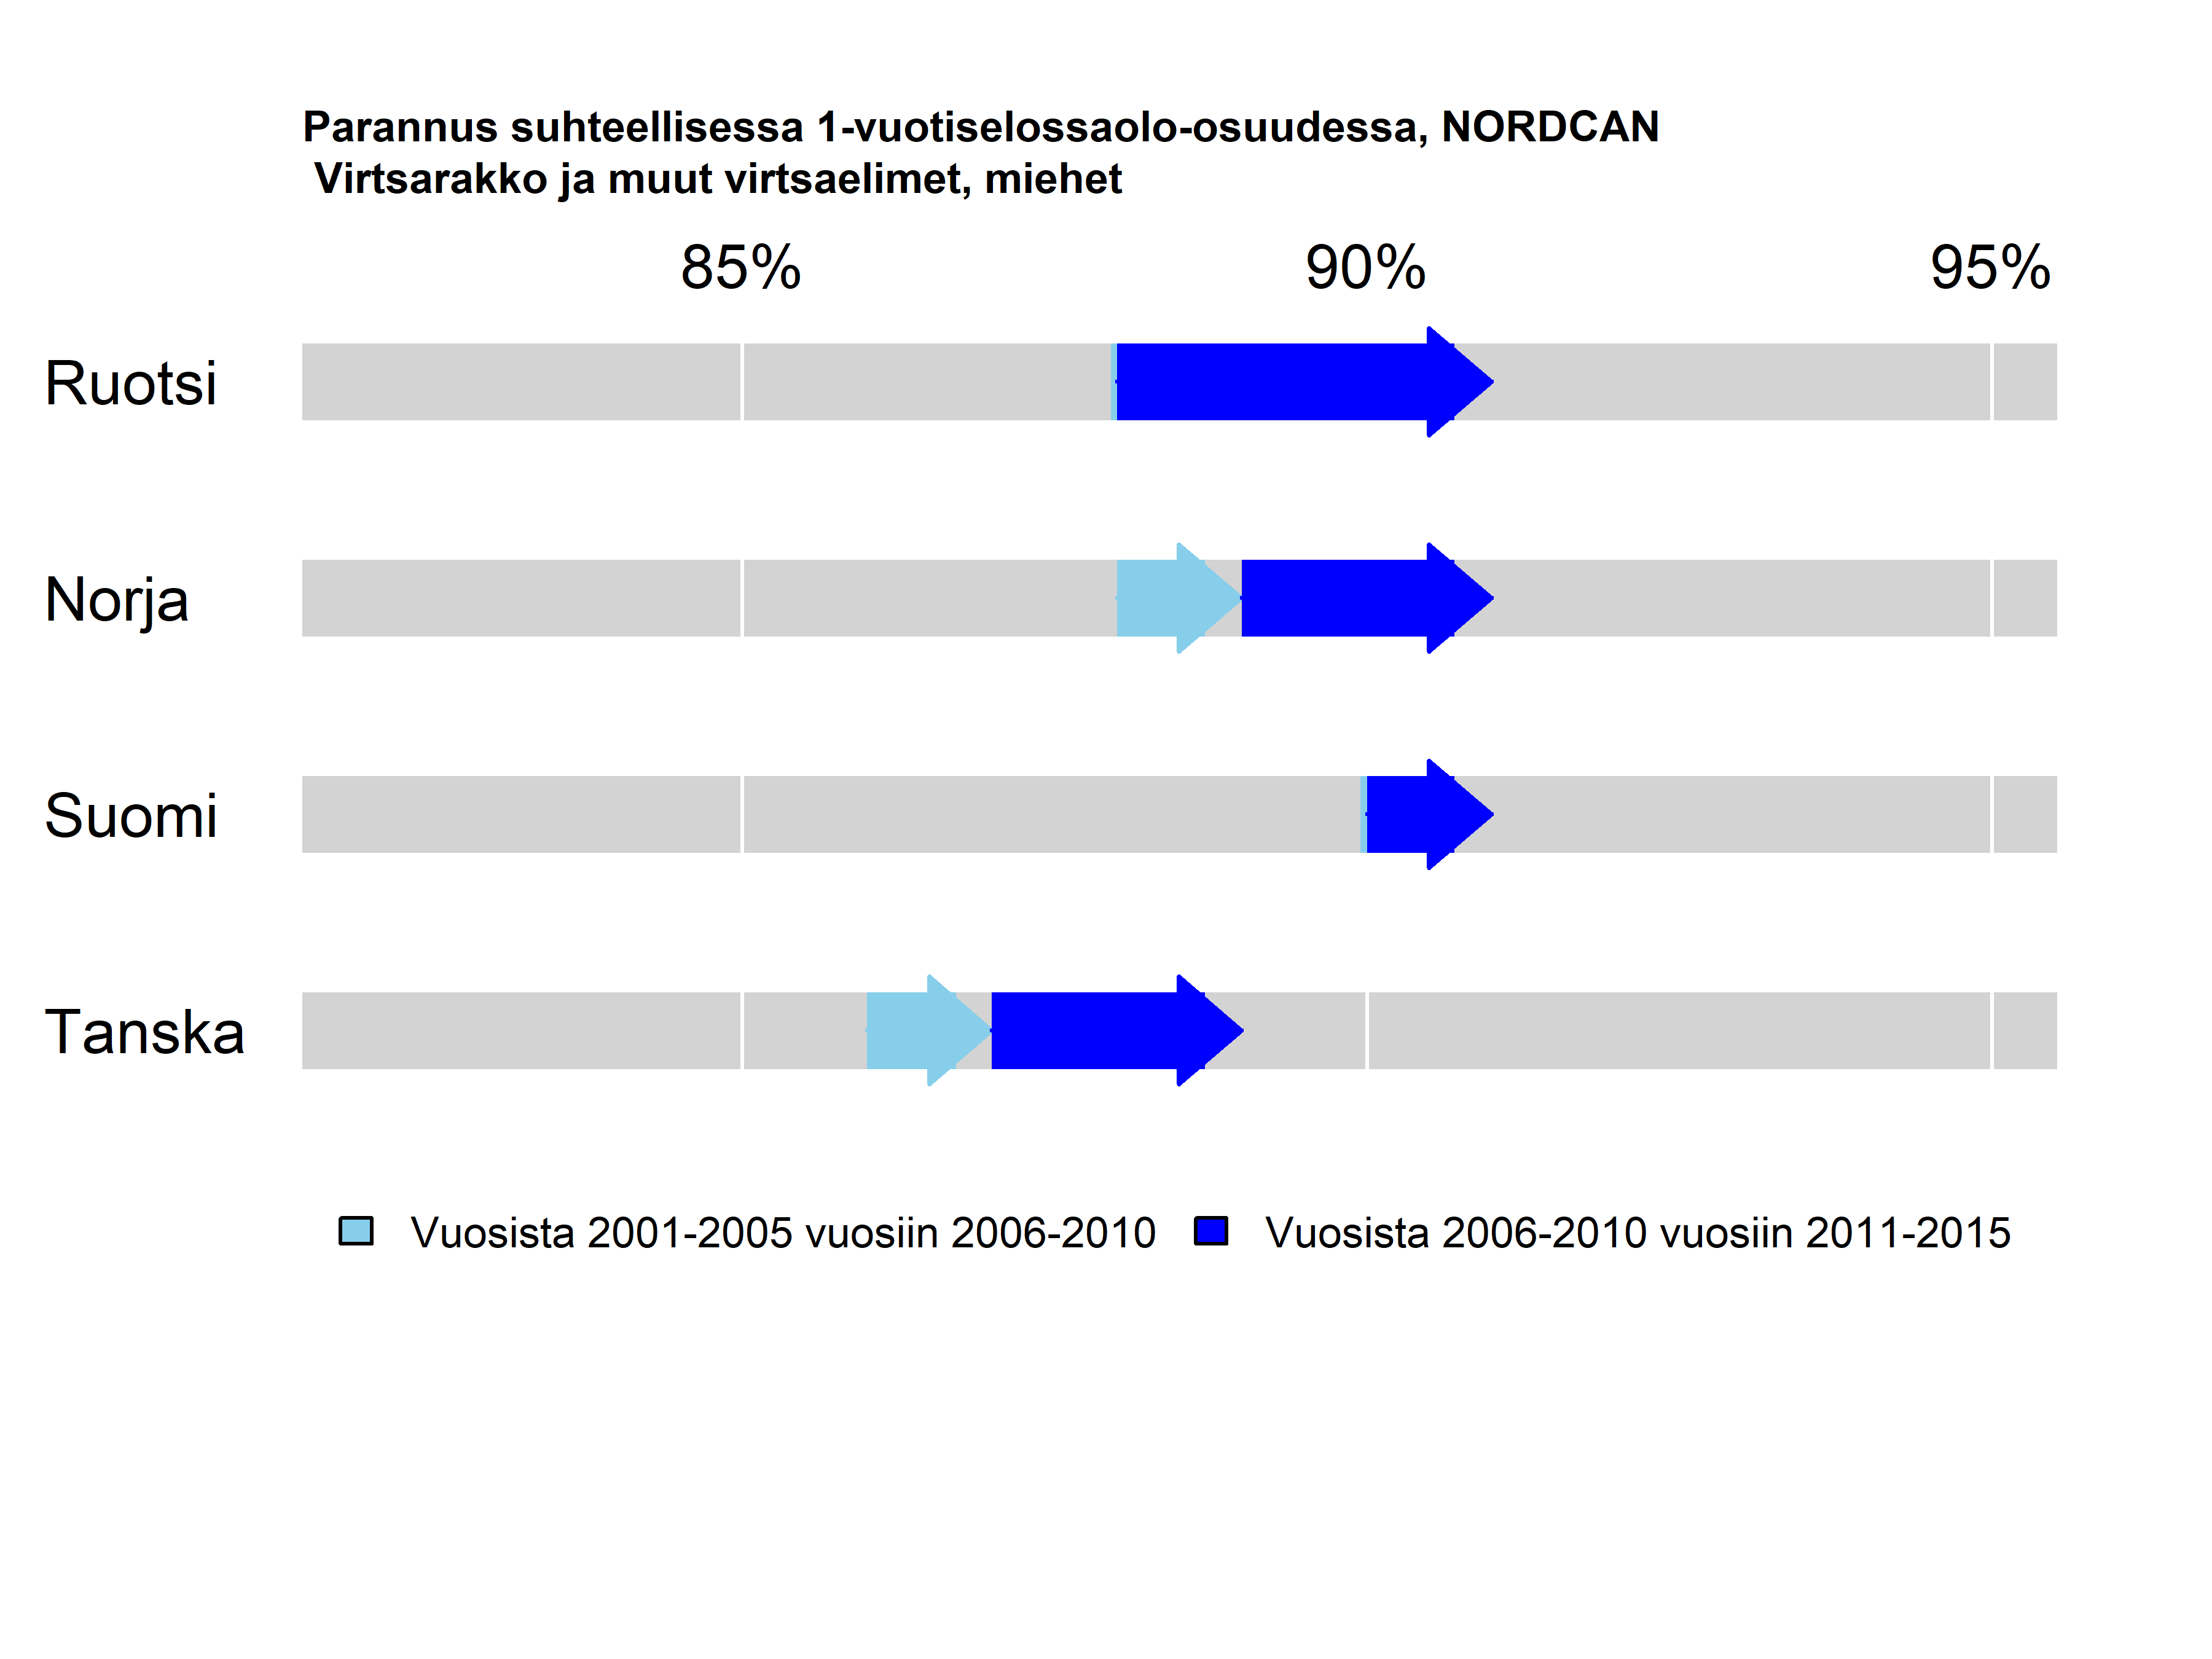 Parannus suhteellisessa 1-vuotiselossaolo-osuudessa, NORDCAN
Virtsarakko ja muut virtsaelimet, miehet
85% 90% 95%
Ruotsi
Norja
Suomi
Tanska
Vuosista 2001-2005 vuosiin 2006-2010 Vuosista 2006-2010 vuosiin 2011-2015